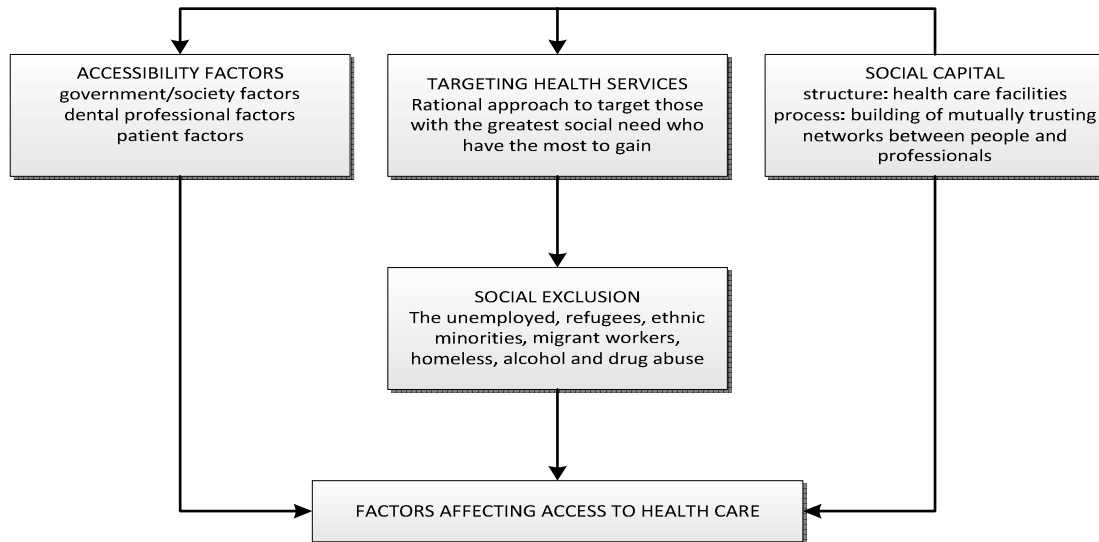 ACCESSIBILITY FACTORS
government/society factors
dental professional factors
patient factors
TARGETING HEALTH SERVICES
Rational approach to target those
with the greatest social need who
have the most to gain
SOCIAL CAPITAL
structure: health care facilities
process: building of mutually trusting
networks between people and
professionals
SOCIAL EXCLUSION
The unemployed, refugees, ethnic
minorities, migrant workers,
homeless, alcohol and drug abuse
FACTORS AFFECTING ACCESS TO HEALTH CARE